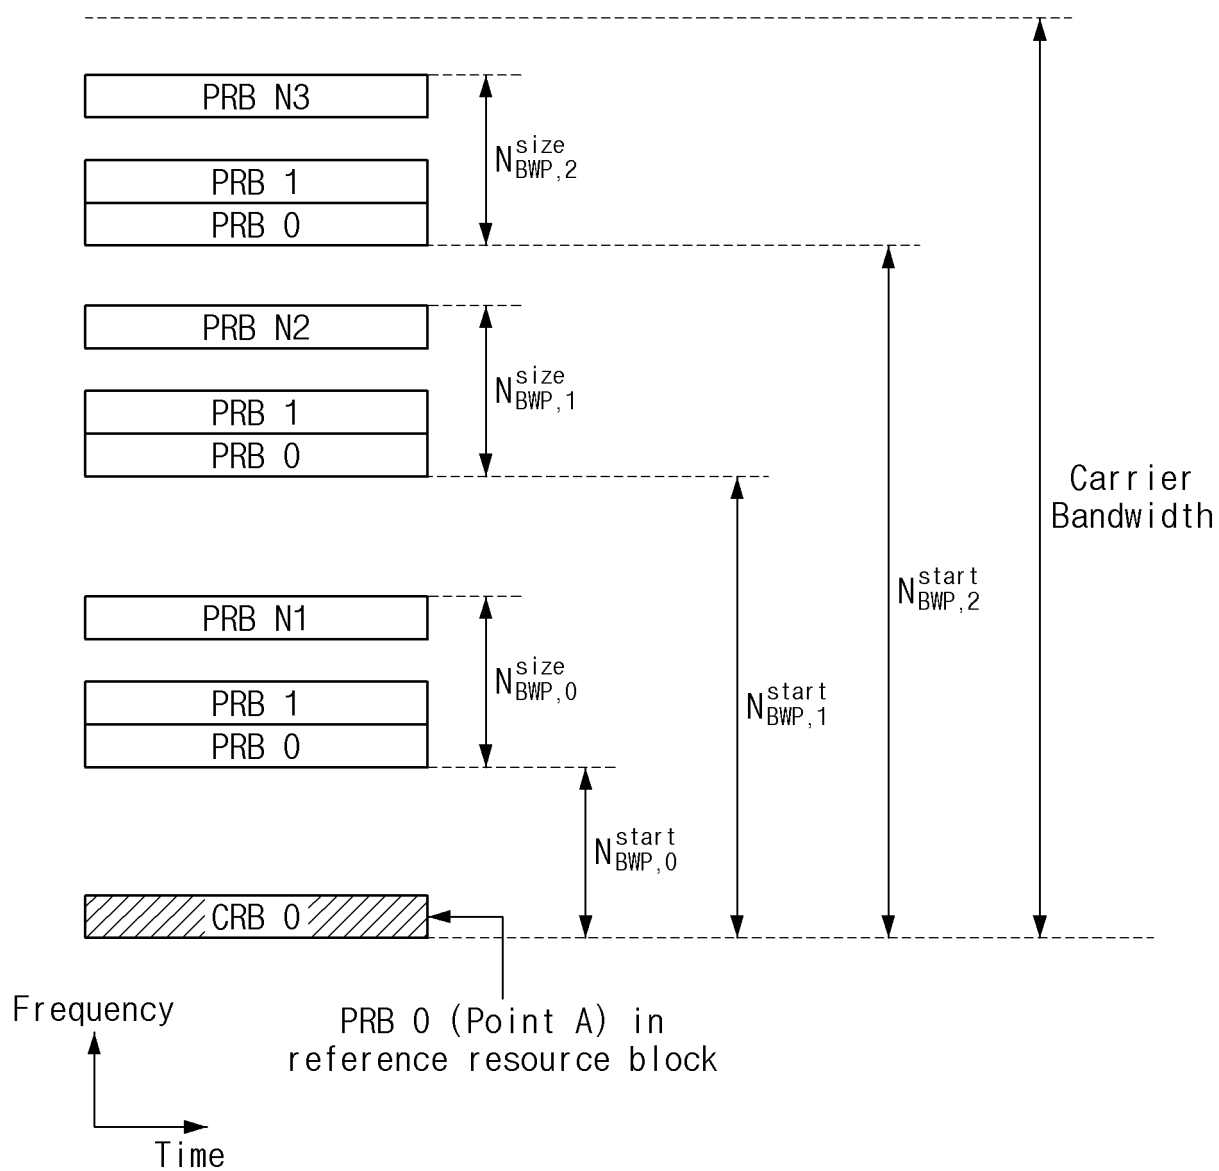 PRB N3
PRB 1
PRB 0
N^size_BWP,2
PRB N2
PRB 1
PRB 0
N^size_BWP,1
Carrier
Bandwidth
N^start_BWP,2
PRB N1
PRB 1
PRB 0
N^size_BWP,0
N^start_BWP,1
N^start_BWP,0
CRB 0
PRB 0 (Point A) in
reference resource block
Frequency
Time